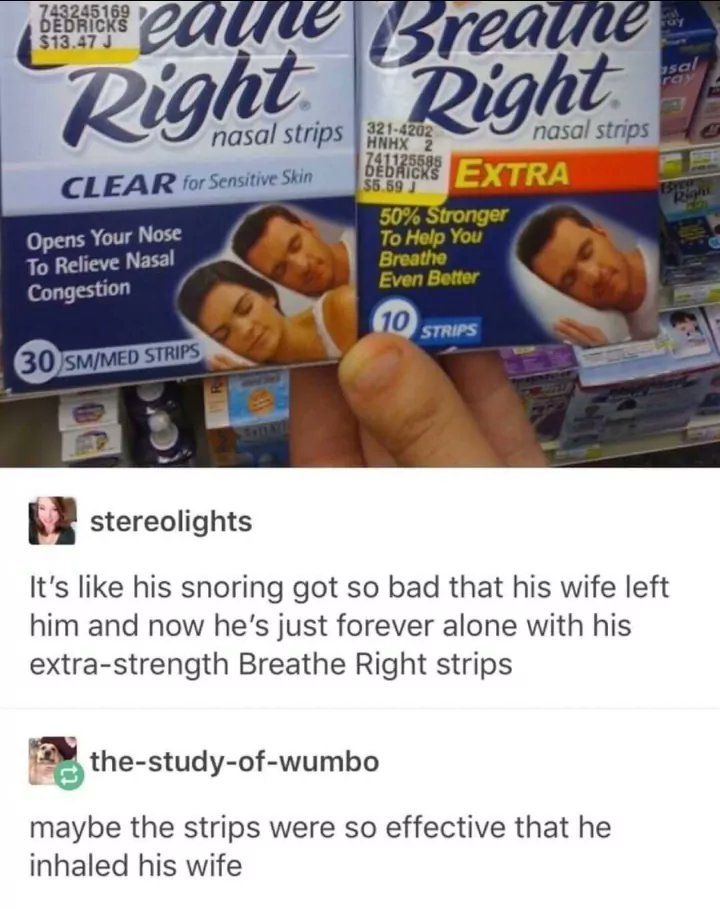 743245169
DEDRICKS
$13.47 J
Breathe
Right
nasal strips
CLEAR for Sensitive Skin
Opens Your Nose
To Relieve Nasal
Congestion
30 SM/MED STRIPS
Breathe
Right
nasal strips
321-4202
HNHX 2
741125585
DEDRICKS
$5.59 J
EXTRA
50% Stronger
To Help You
Breathe
Even Better
10 STRIPS
stereolights
It's like his snoring got so bad that his wife left
him and now he's just forever alone with his
extra-strength Breathe Right strips
the-study-of-wumbo
maybe the strips were so effective that he
inhaled his wife